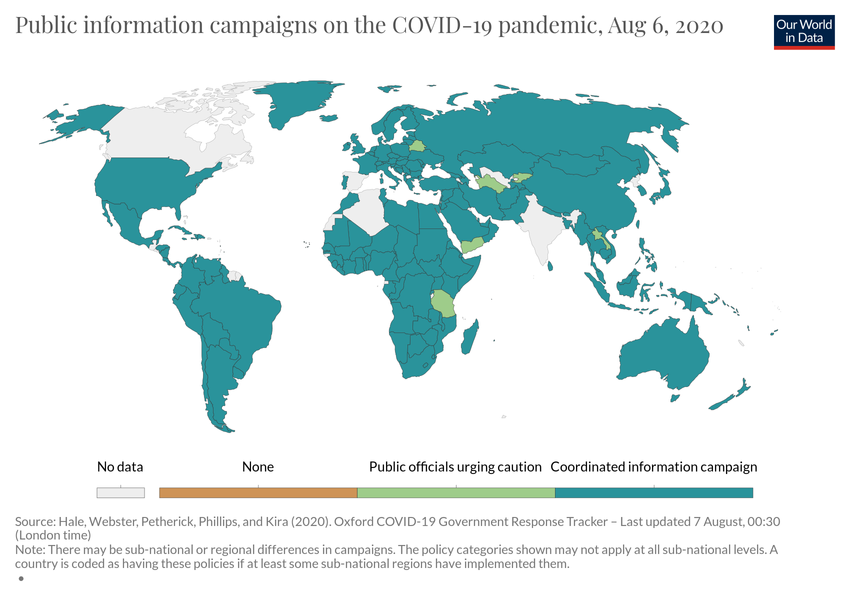 Public information campaigns on the COVID-19 pandemic, Aug 6, 2020
Our World
in Data
No data
None
Public officials urging caution
Coordinated information campaign
Source: Hale, Webster, Petherick, Phillips, and Kira (2020). Oxford COVID-19 Government Response Tracker – Last updated 7 August, 00:30
(London time)
Note: There may be sub-national or regional differences in campaigns. The policy categories shown may not apply at all sub-national levels. A
country is coded as having these policies if at least some sub-national regions have implemented them.
•